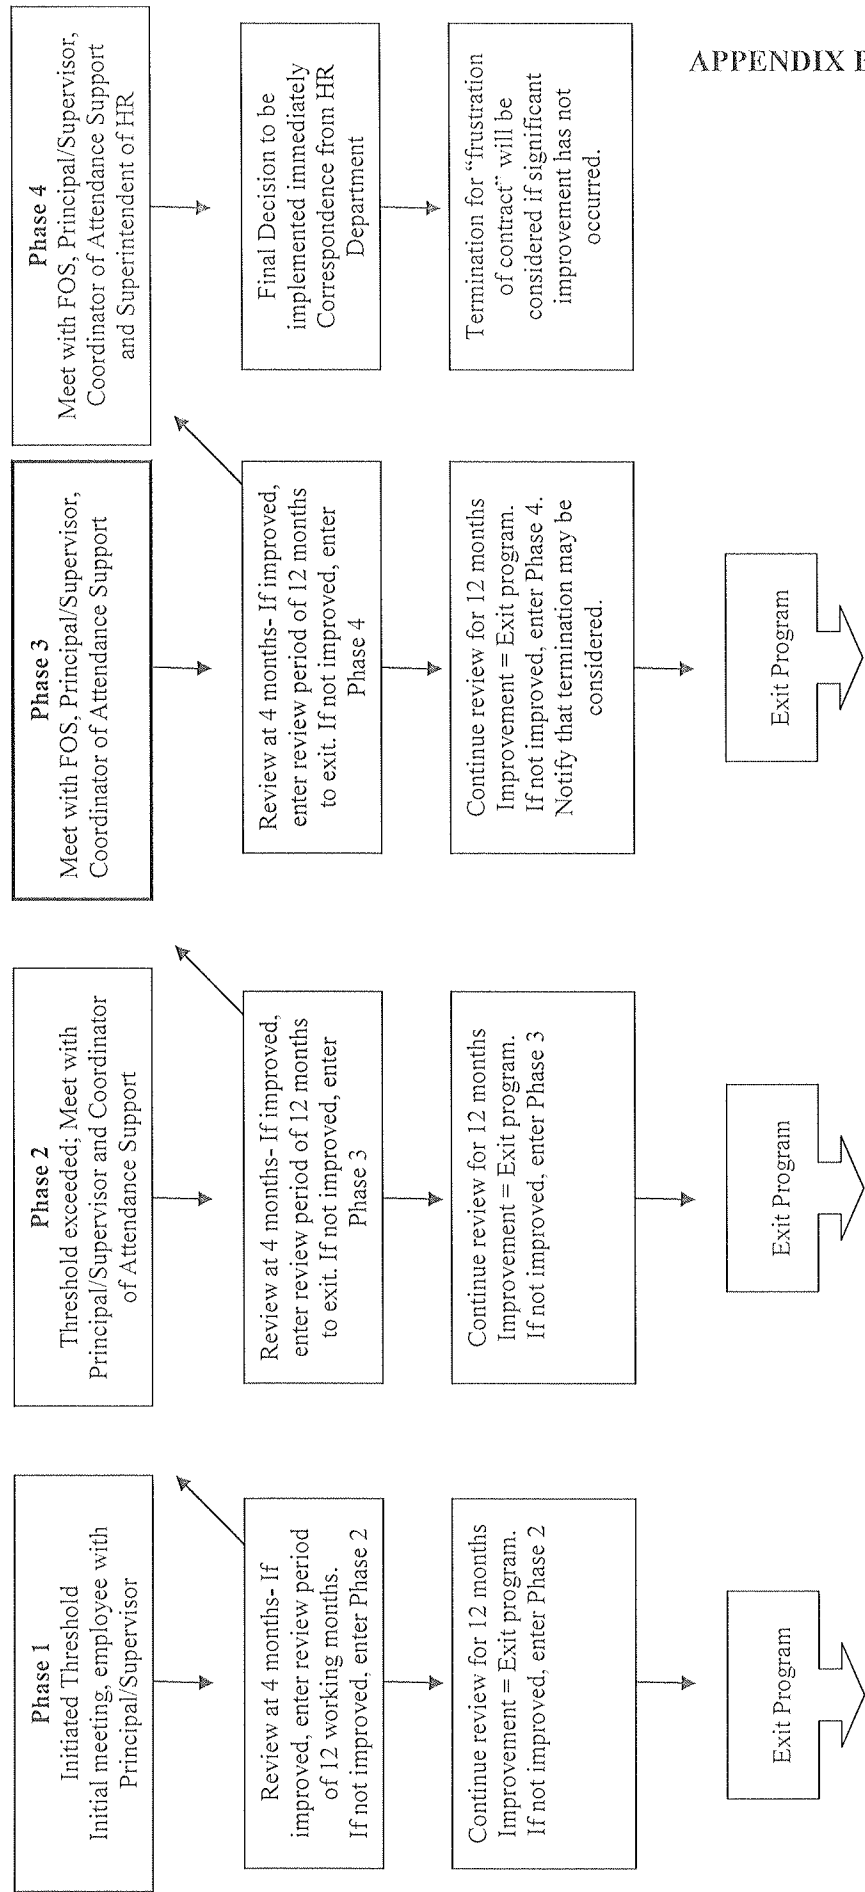 APPENDIX
Phase 1
Initiated Threshold
Initial meeting, employee with
Principal/Supervisor
Review at 4 months- If
improved, enter review period
of 12 working months.
If not improved, enter Phase 2
Continue review for 12 months
Improvement = Exit program.
If not improved, enter Phase 2
Exit Program
Phase 2
Threshold exceeded; Meet with
Principal/Supervisor and Coordinator
of Attendance Support
Review at 4 months- If improved,
enter review period of 12 months
to exit. If not improved, enter
Phase 3
Continue review for 12 months
Improvement = Exit program.
If not improved, enter Phase 3
Exit Program
Phase 3
Meet with FOS, Principal/Supervisor,
Coordinator of Attendance Support
Review at 4 months- If improved,
enter review period of 12 months
to exit. If not improved, enter
Phase 4
Continue review for 12 months
Improvement = Exit program.
If not improved, enter Phase 4.
Notify that termination may be
considered.
Exit Program
Phase 4
Meet with FOS, Principal/Supervisor,
Coordinator of Attendance Support
and Superintendent of HR
Final Decision to be
implemented immediately
Correspondence from HR
Department
Termination for “frustration
of contract” will be
considered if significant
improvement has not
occurred.